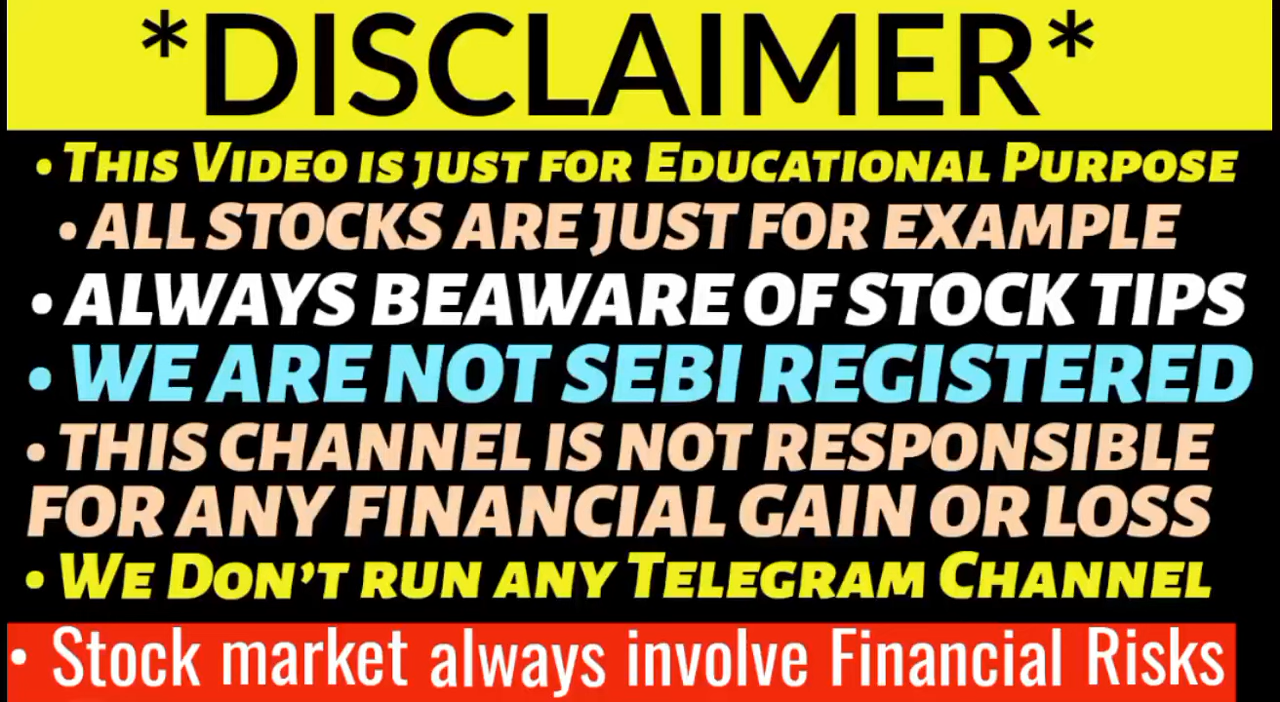 *DISCLAIMER*
• THIS VIDEO IS JUST FOR EDUCATIONAL PURPOSE
• ALL STOCKS ARE JUST FOR EXAMPLE
• ALWAYS BEAWARE OF STOCK TIPS
• WE ARE NOT SEBI REGISTERED
• THIS CHANNEL IS NOT RESPONSIBLE
FOR ANY FINANCIAL GAIN OR LOSS
• WE DON'T RUN ANY TELEGRAM CHANNEL
• Stock market always involve Financial Risks